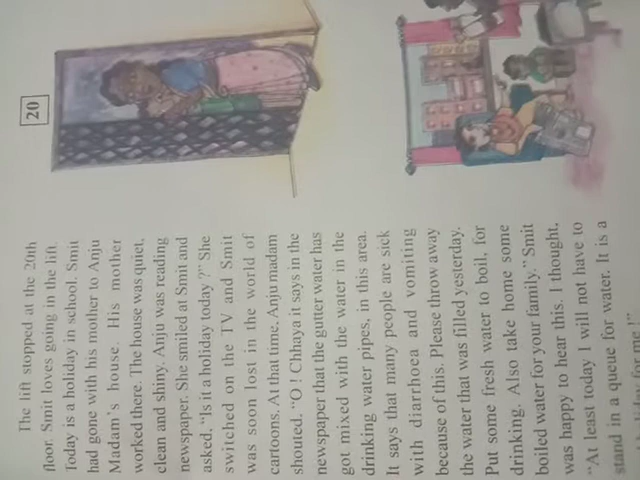 20
The lift stopped at the 20th
floor. Smit loves going in the lift.
Today is a holiday in school. Smit
had gone with his mother to Anju
Madam's house. His mother
worked there. The house was quiet,
clean and shiny. Anju was reading
newspaper. She smiled at Smit and
asked, "Is it a holiday today ?" She
switched on the TV and Smit
was soon lost in the world of
cartoons. At that time, Anju madam
shouted. "O ! Chhaya it says in the
newspaper that the gutter water has
got mixed with the water in the
drinking water pipes, in this area.
It says that many people are sick
with diarrhoea and vomiting
because of this. Please throw away
the water that was filled yesterday.
Put some fresh water to boil, for
drinking. Also take home some
boiled water for your family." Smit
was happy to hear this. I thought.
"At least today I will not have to
stand in a queue for water. It is a
for me !"